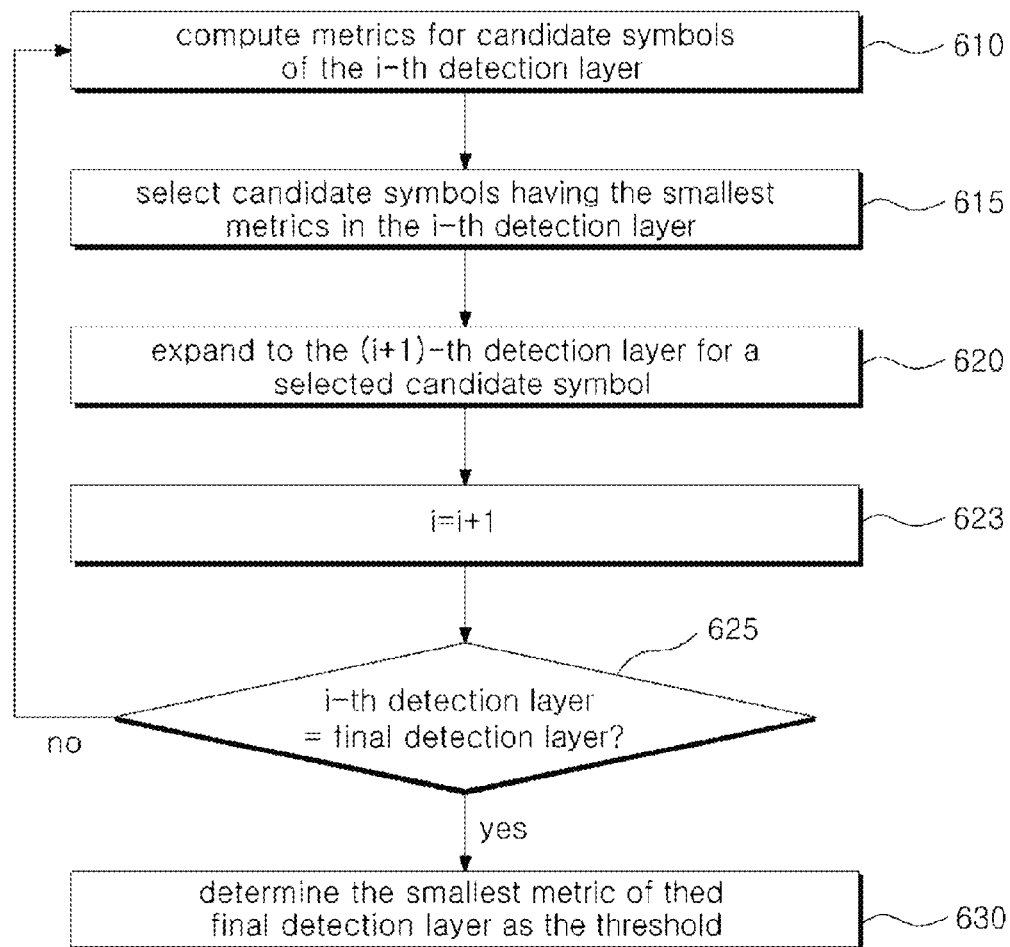 compute metrics for candidate symbols
of the i-th detection layer
610
select candidate symbols having the smallest
metrics in the i-th detection layer
615
expand to the (i+1)-th detection layer for a
selected candidate symbol
620
i=i+1
623
625
i-th detection layer
= final detection layer?
no
yes
determine the smallest metric of thed
final detection layer as the threshold
630